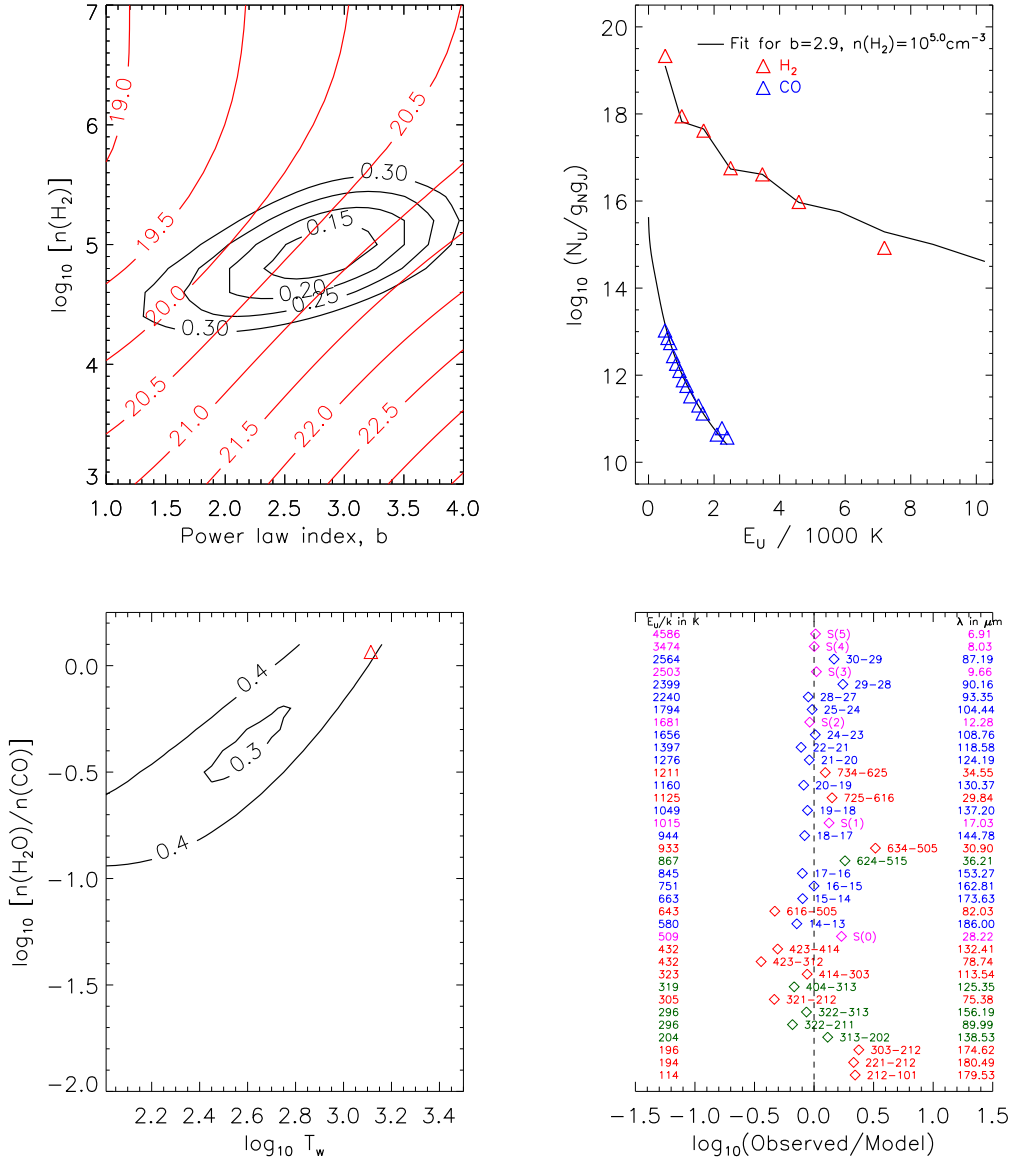 7
6
5
4
3
log10 [n(H2)]
1.0 1.5 2.0 2.5 3.0 3.5 4.0
Power law index, b
19.0
19.5
20.0
20.5
21.0
21.5
22.0
22.5
20.5
0.30
0.15
0.20
0.25
0.30
20
18
16
14
12
10
log10 (NU/gNgJ)
Fit for b=2.9, n(H2)=10^5.0cm^-3
H2
CO
0 2 4 6 8 10
EU / 1000 K
0.0
−0.5
−1.0
−1.5
−2.0
log10 [n(H2O)/n(CO)]
0.4
0.3
0.4
2.2 2.4 2.6 2.8 3.0 3.2 3.4
log10 Tw
EU/k in K λ in μm
4586 S(5) 6.91
3474 S(4) 8.03
2564 30−29 87.19
2503 S(3) 9.66
2399 29−28 90.16
2240 28−27 93.35
1794 25−24 104.44
1681 S(2) 12.28
1656 24−23 108.76
1397 22−21 118.58
1276 21−20 124.19
1211 734−625 34.55
1160 20−19 130.37
1125 725−616 29.84
1049 19−18 137.20
1015 S(1) 17.03
944 18−17 144.78
933 634−505 30.90
867 624−515 36.21
845 17−16 153.27
751 16−15 162.81
663 15−14 173.63
643 616−505 82.03
580 14−13 186.00
509 S(0) 28.22
432 423−414 132.41
432 423−312 78.74
323 414−303 113.54
319 404−313 125.35
305 321−212 75.38
296 322−313 156.19
296 322−211 89.99
204 313−202 138.53
196 303−212 174.62
194 221−212 180.49
114 212−101 179.53
−1.5 −1.0 −0.5 0.0 0.5 1.0 1.5
log10(Observed/Model)